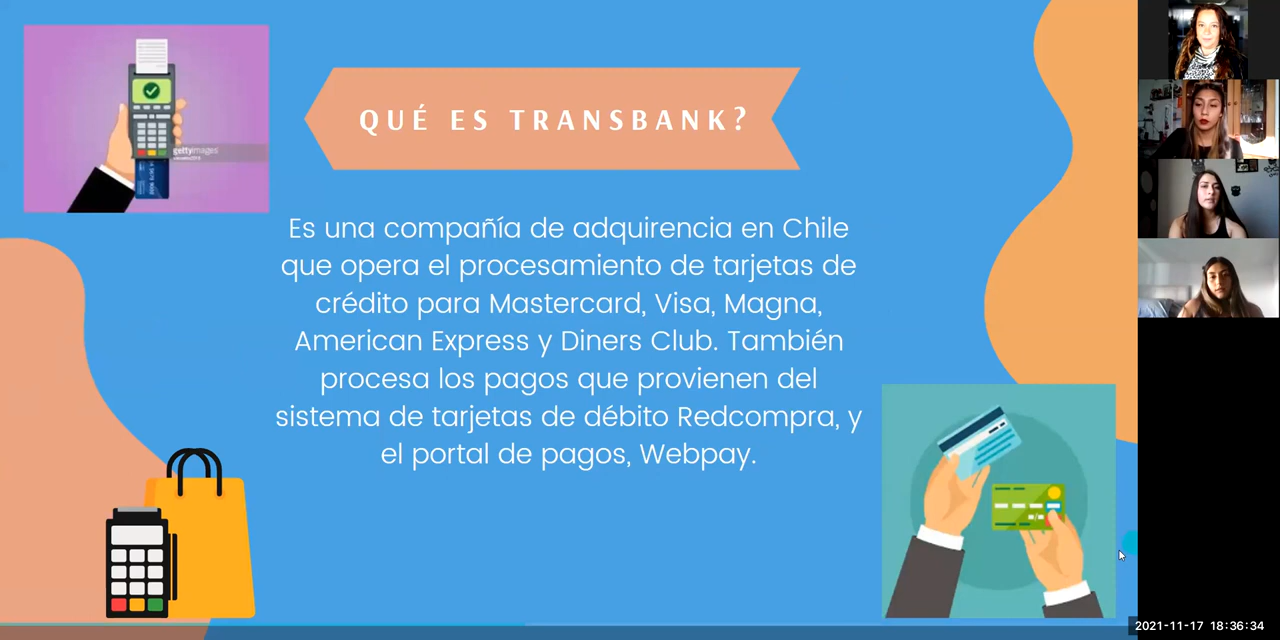 QUÉ ES TRANSBANK?
gettyimages
Es una compañía de adquirencia en Chile
que opera el procesamiento de tarjetas de
crédito para Mastercard, Visa, Magna,
American Express y Diners Club. También
procesa los pagos que provienen del
sistema de tarjetas de débito Redcompra, y
el portal de pagos, Webpay.
2021-11-17 18:36:34